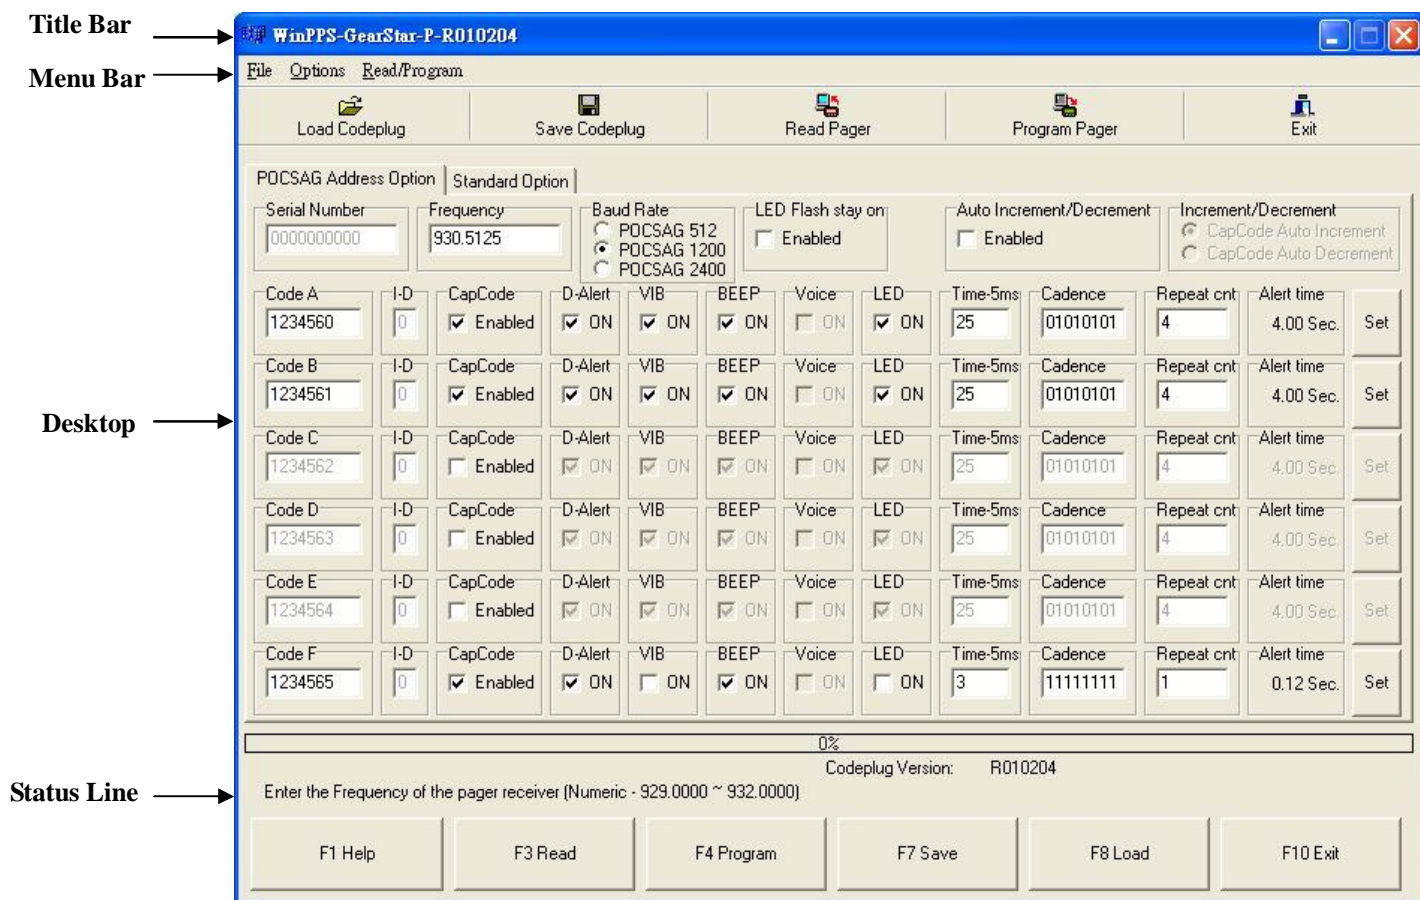 Title Bar
WinPPS-GearStar-P-R010204
Menu Bar
File Options Read/Program
Load Codeplug Save Codeplug Read Pager Program Pager Exit
POCSAG Address Option Standard Option
Serial Number Frequency Baud Rate LED Flash stay on Auto Increment/Decrement Increment/Decrement
0000000000 930.5125 POCSAG 512 Enabled Enabled CapCode Auto Increment
POCSAG 1200 CapCode Auto Decrement
POCSAG 2400
Code A I-D CapCode D-Alert VIB BEEP Voice LED Time-5ms Cadence Repeat cnt Alert time
1234560 0 Enabled ON ON ON ON ON 25 01010101 4 4.00 Sec. Set
Code B I-D CapCode D-Alert VIB BEEP Voice LED Time-5ms Cadence Repeat cnt Alert time
1234561 0 Enabled ON ON ON ON ON 25 01010101 4 4.00 Sec. Set
Desktop
Code C I-D CapCode D-Alert VIB BEEP Voice LED Time-5ms Cadence Repeat cnt Alert time
1234562 0 Enabled ON ON ON ON ON 25 01010101 4 4.00 Sec. Set
Code D I-D CapCode D-Alert VIB BEEP Voice LED Time-5ms Cadence Repeat cnt Alert time
1234563 0 Enabled ON ON ON ON ON 25 01010101 4 4.00 Sec. Set
Code E I-D CapCode D-Alert VIB BEEP Voice LED Time-5ms Cadence Repeat cnt Alert time
1234564 0 Enabled ON ON ON ON ON 25 01010101 4 4.00 Sec. Set
Code F I-D CapCode D-Alert VIB BEEP Voice LED Time-5ms Cadence Repeat cnt Alert time
1234565 0 Enabled ON ON ON ON ON 3 11111111 1 0.12 Sec. Set
0%
Codeplug Version: R010204
Status Line
Enter the Frequency of the pager receiver (Numeric - 929.0000 ~ 932.0000)
F1 Help F3 Read F4 Program F7 Save F8 Load F10 Exit